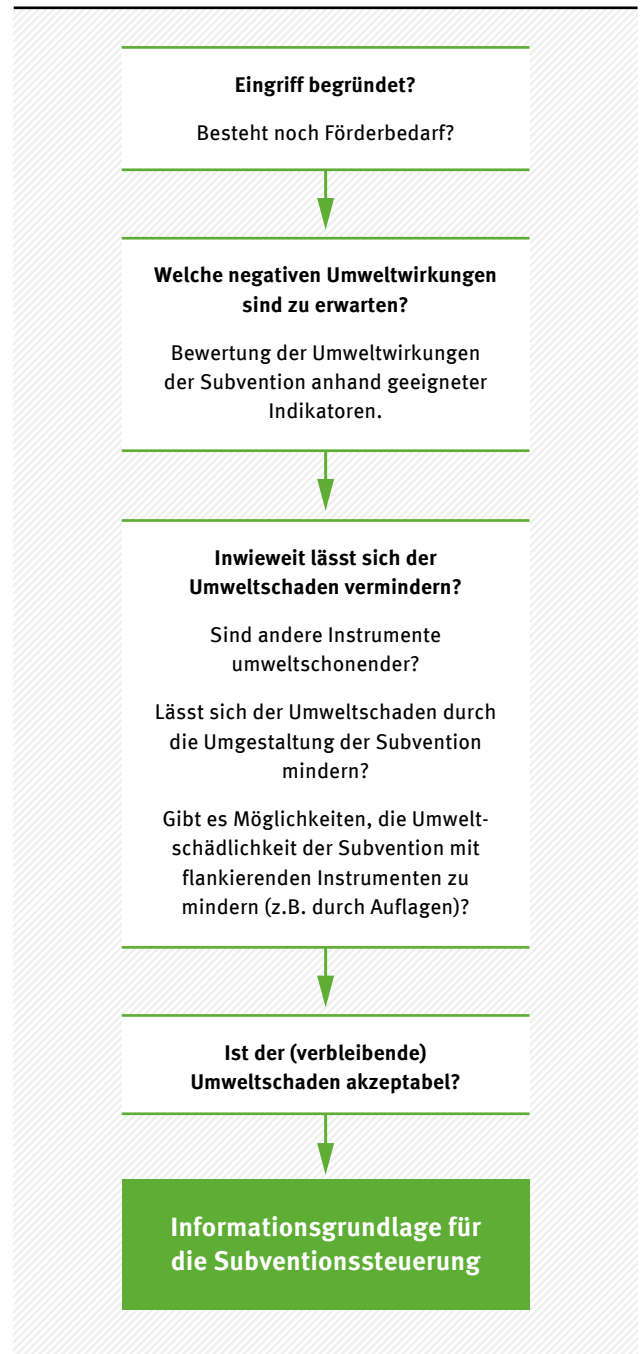 Eingriff begründet?
Besteht noch Förderbedarf?
Welche negativen Umweltwirkungen
sind zu erwarten?
Bewertung der Umweltwirkungen
der Subvention anhand geeigneter
Indikatoren.
Inwieweit lässt sich der
Umweltschaden vermindern?
Sind andere Instrumente
umweltschonender?
Lässt sich der Umweltschaden durch
die Umgestaltung der Subvention
mindern?
Gibt es Möglichkeiten, die Umwelt-
schädlichkeit der Subvention mit
flankierenden Instrumenten zu
mindern (z.B. durch Auflagen)?
Ist der (verbleibende)
Umweltschaden akzeptabel?
Informationsgrundlage für
die Subventionssteuerung